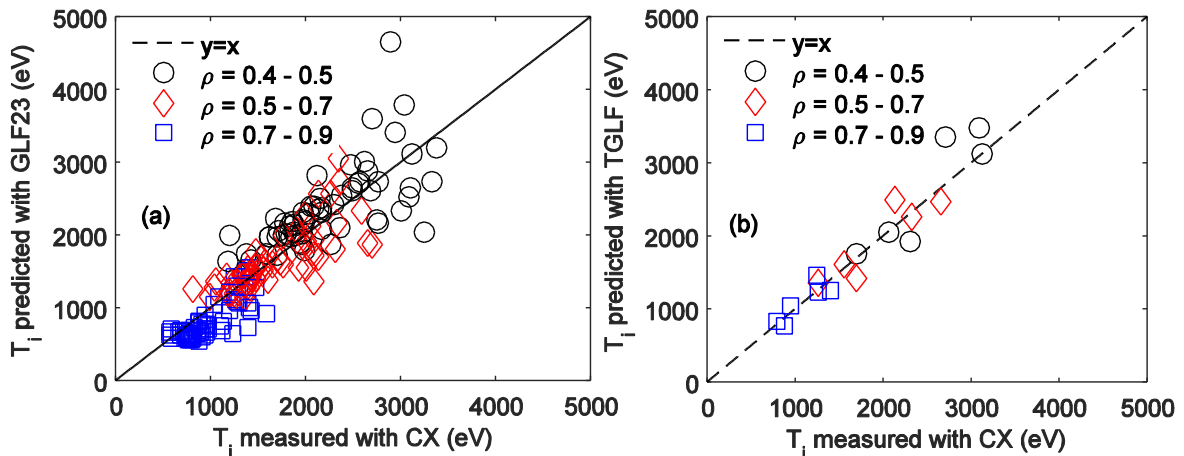 T_i predicted with GLF23 (eV)
5000
4000
3000
2000
1000
0
y=x
ρ = 0.4 - 0.5
ρ = 0.5 - 0.7
ρ = 0.7 - 0.9
(a)
0 1000 2000 3000 4000 5000
T_i measured with CX (eV)
T_i predicted with TGLF (eV)
5000
4000
3000
2000
1000
0
y=x
ρ = 0.4 - 0.5
ρ = 0.5 - 0.7
ρ = 0.7 - 0.9
(b)
0 1000 2000 3000 4000 5000
T_i measured with CX (eV)